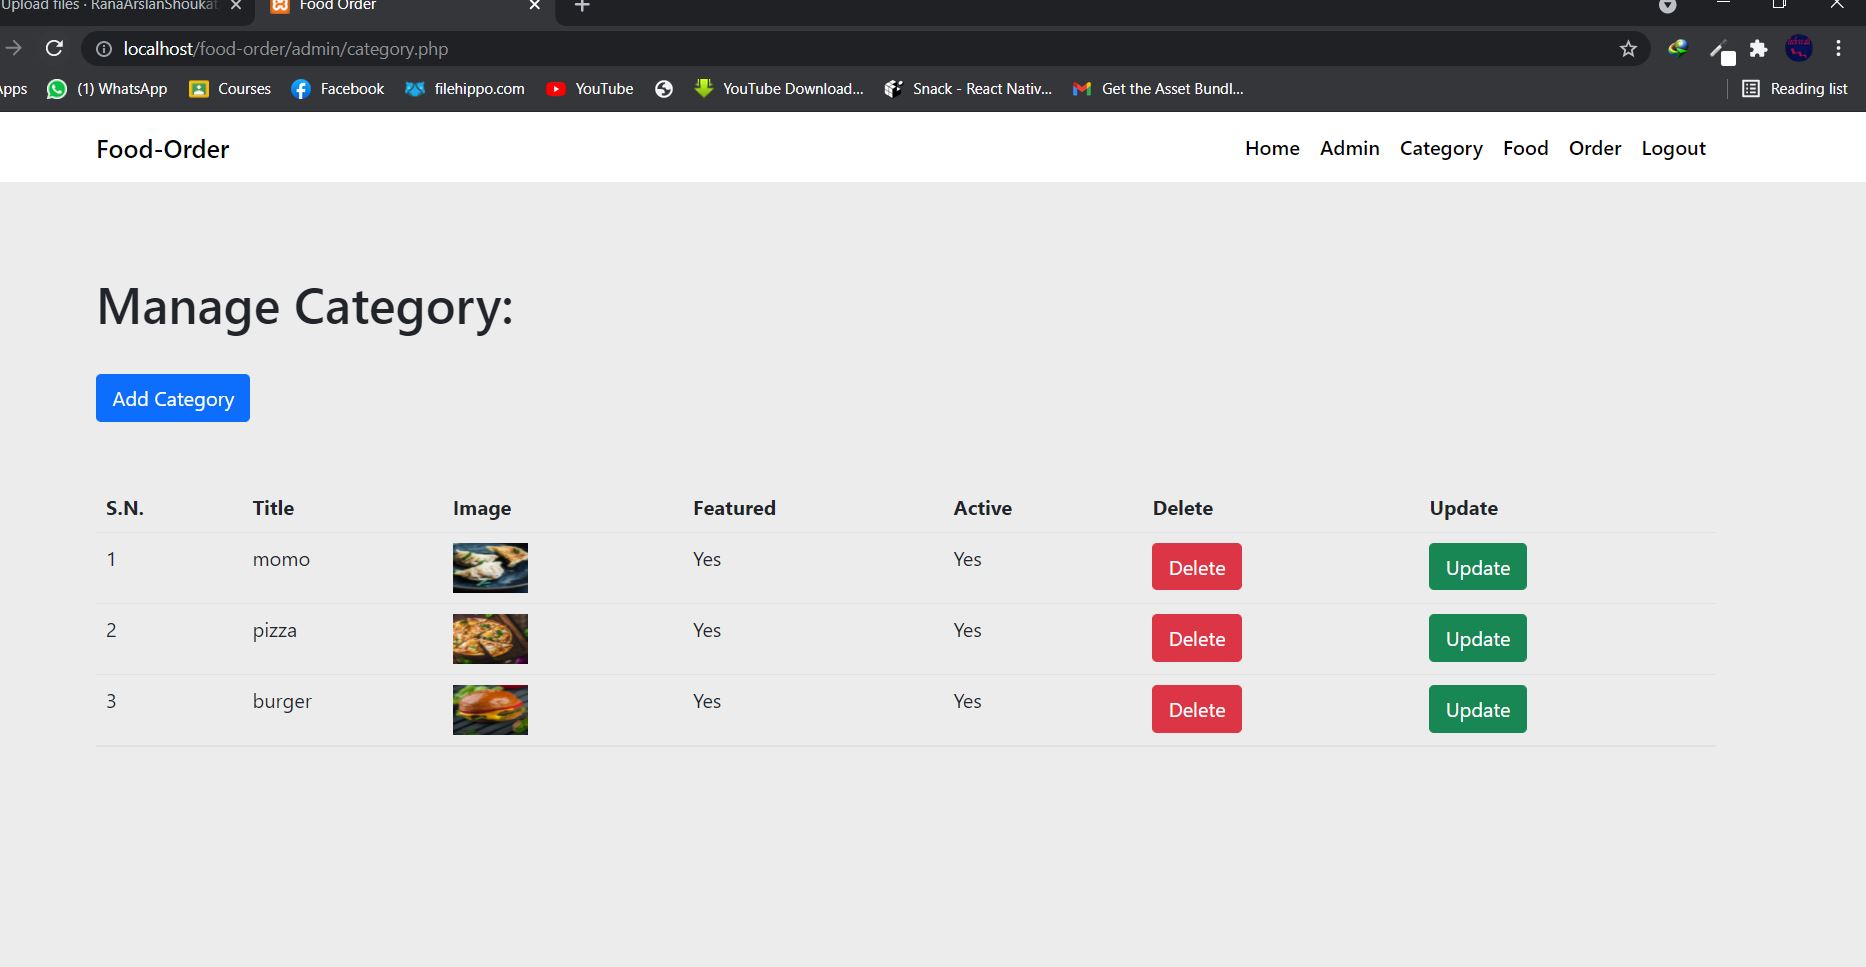 Upload files · RanaArslanShoukat
Food Order
localhost/food-order/admin/category.php
Apps (1) WhatsApp Courses Facebook filehippo.com YouTube YouTube Download... Snack - React Nativ... Get the Asset Bundl... Reading list
Food-Order Home Admin Category Food Order Logout
Manage Category:
Add Category
S.N. Title Image Featured Active Delete Update
1 momo Yes Yes Delete Update
2 pizza Yes Yes Delete Update
3 burger Yes Yes Delete Update